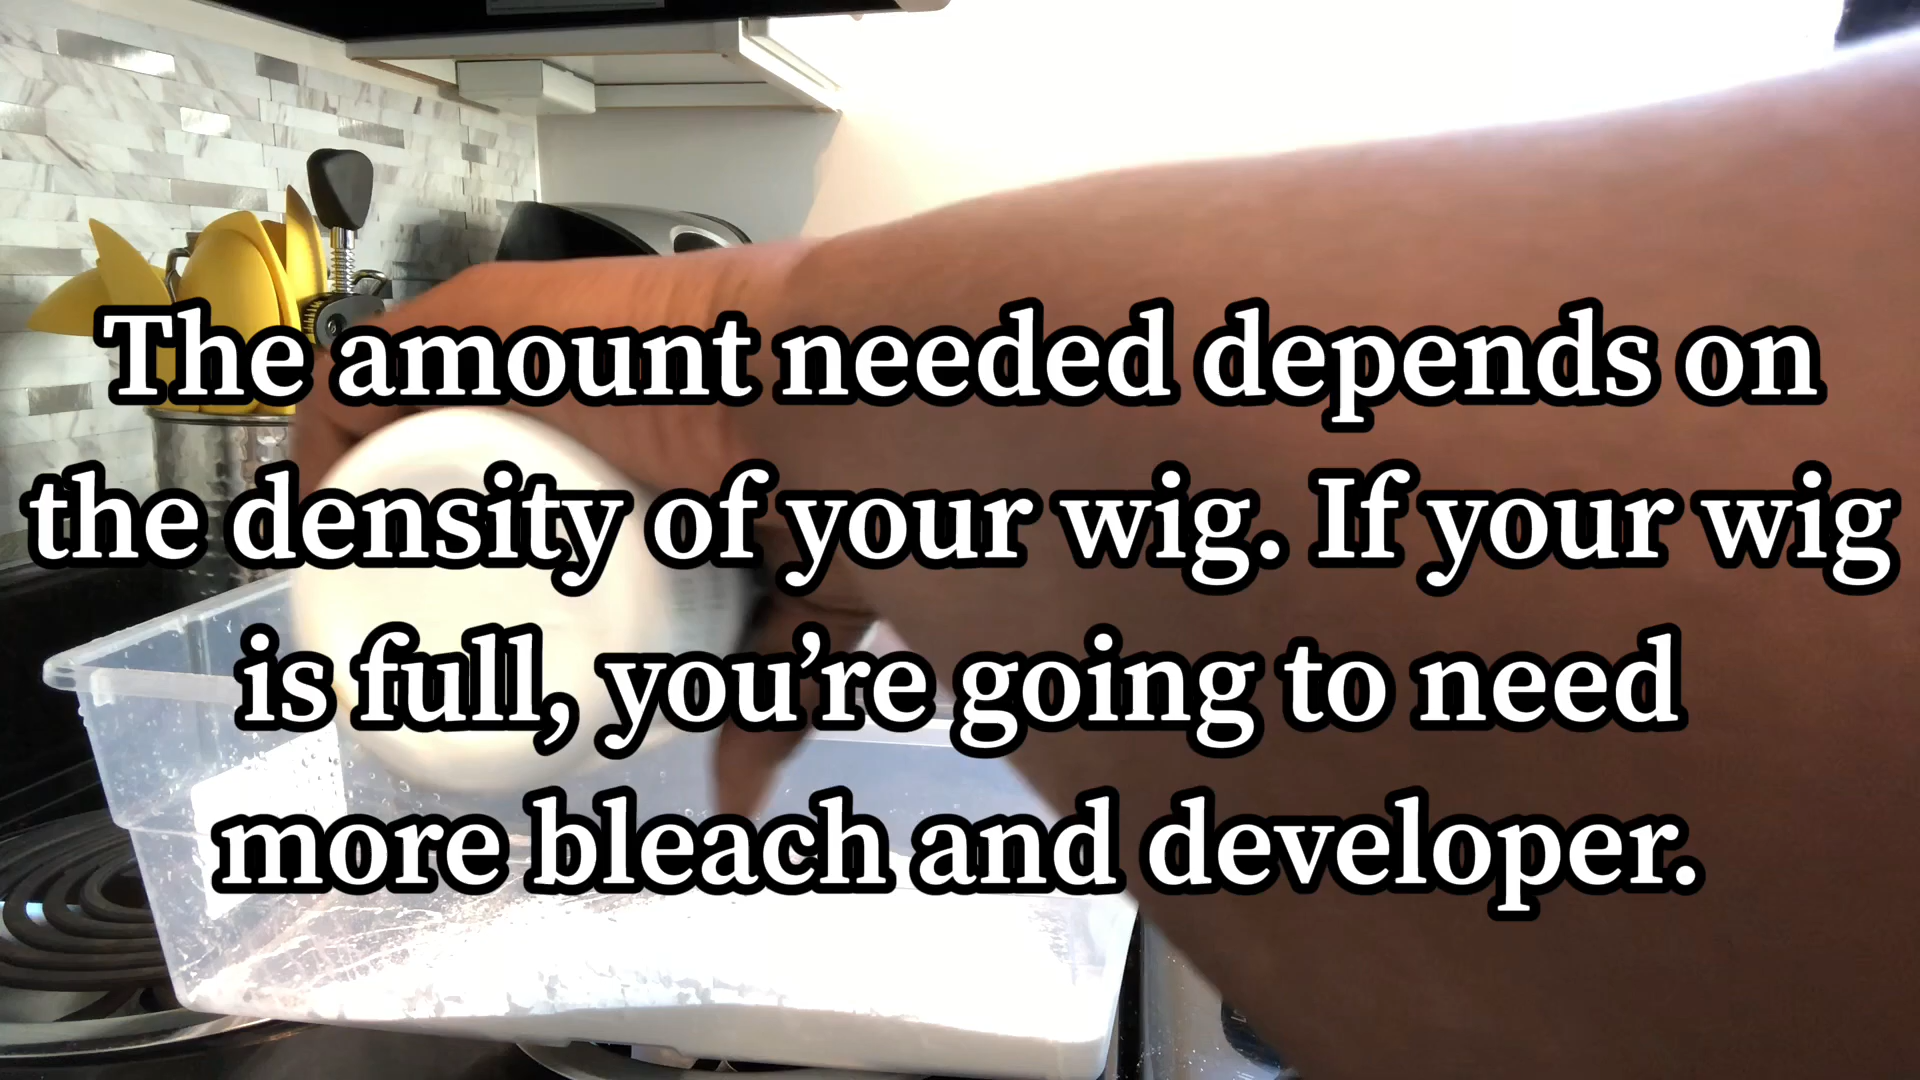 The amount needed depends on
the density of your wig. If your wig
is full, you’re going to need
more bleach and developer.